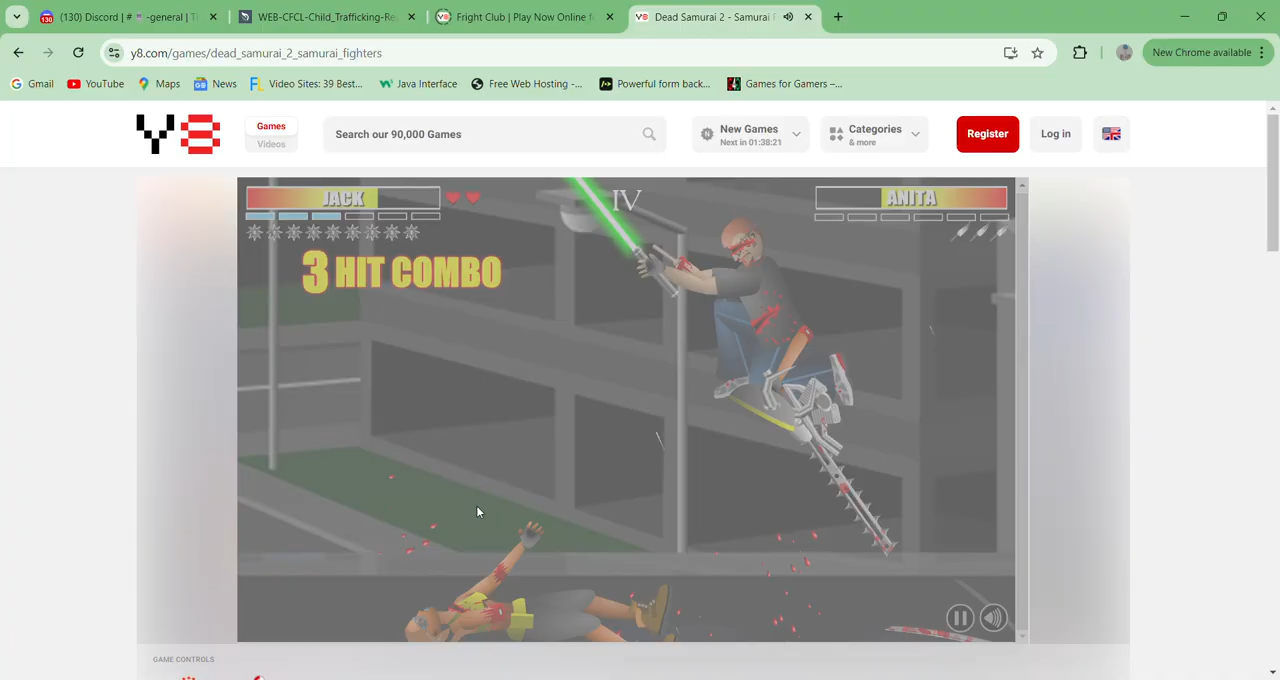 (130) Discord | #
-general | T
WEB-CFCL-Child_Trafficking-Re
Fright Club | Play Now Online f
Dead Samurai 2 - Samurai F
y8.com/games/dead_samurai_2_samurai_fighters
New Chrome available
Gmail
YouTube
Maps
News
Video Sites: 39 Best...
Java Interface
Free Web Hosting -...
Powerful form back...
Games for Gamers –...
Y8
Games
Videos
Search our 90,000 Games
New Games
Next in 01:38:21
Categories
& more
Register
Log in
JACK
IV
ANITA
3 HIT COMBO
GAME CONTROLS